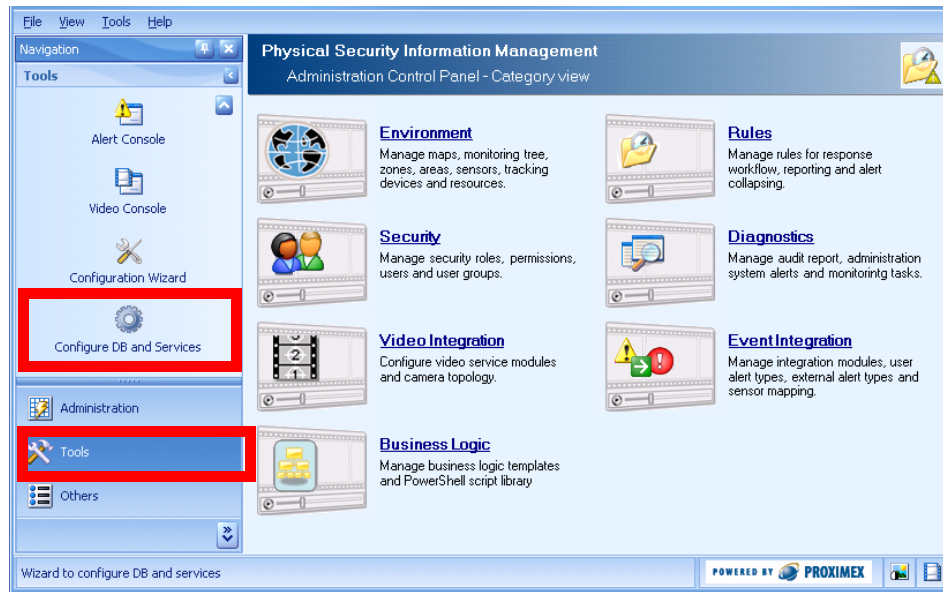 File View Tools Help
Navigation
Tools
Alert Console
Video Console
Configuration Wizard
Configure DB and Services
Administration
Tools
Others
Physical Security Information Management
Administration Control Panel - Category view
Environment
Manage maps, monitoring tree,
zones, areas, sensors, tracking
devices and resources.
Rules
Manage rules for response
workflow, reporting and alert
collapsing.
Security
Manage security roles, permissions,
users and user groups.
Diagnostics
Manage audit report, administration
system alerts and monitorintg tasks.
Video Integration
Configure video service modules
and camera topology.
Event Integration
Manage integration modules, user
alert types, external alert types and
sensor mapping.
Business Logic
Manage business logic templates
and PowerShell script library
Wizard to configure DB and services
POWERED BY PROXIMEX